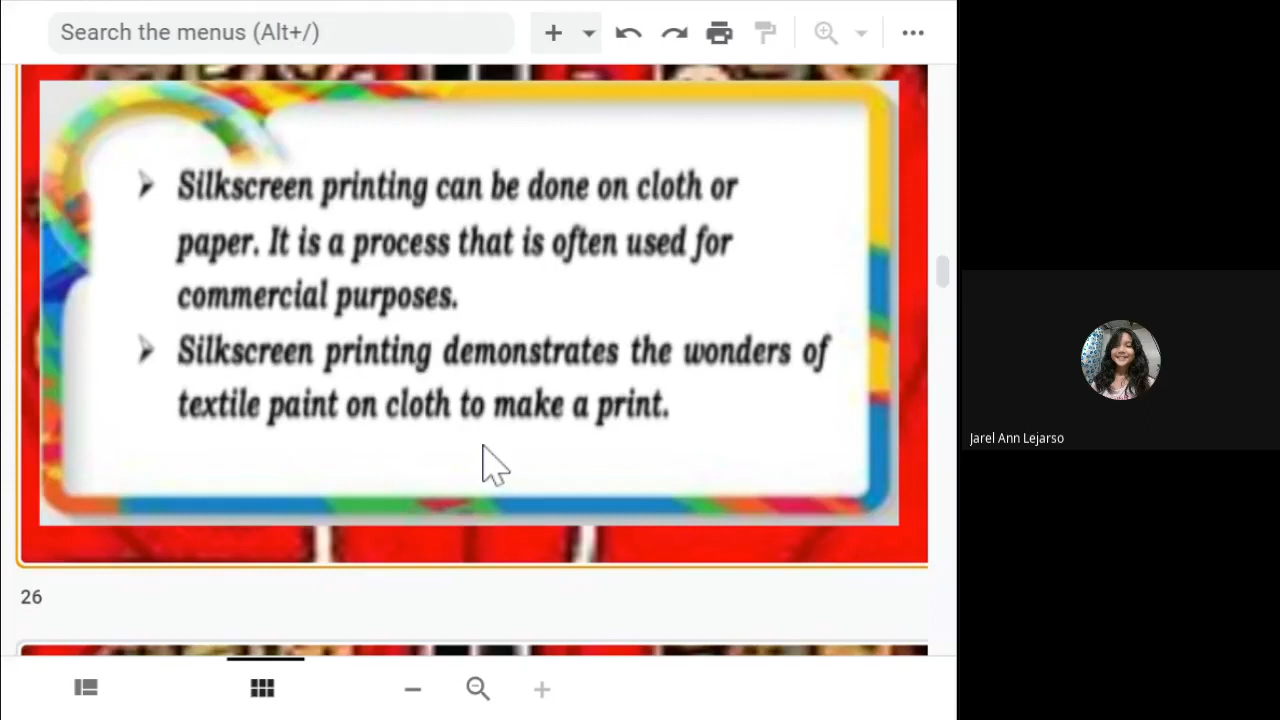 Search the menus (Alt+/)
Silkscreen printing can be done on cloth or
paper. It is a process that is often used for
commercial purposes.
Silkscreen printing demonstrates the wonders of
textile paint on cloth to make a print.
Jarel Ann Lejarso
26